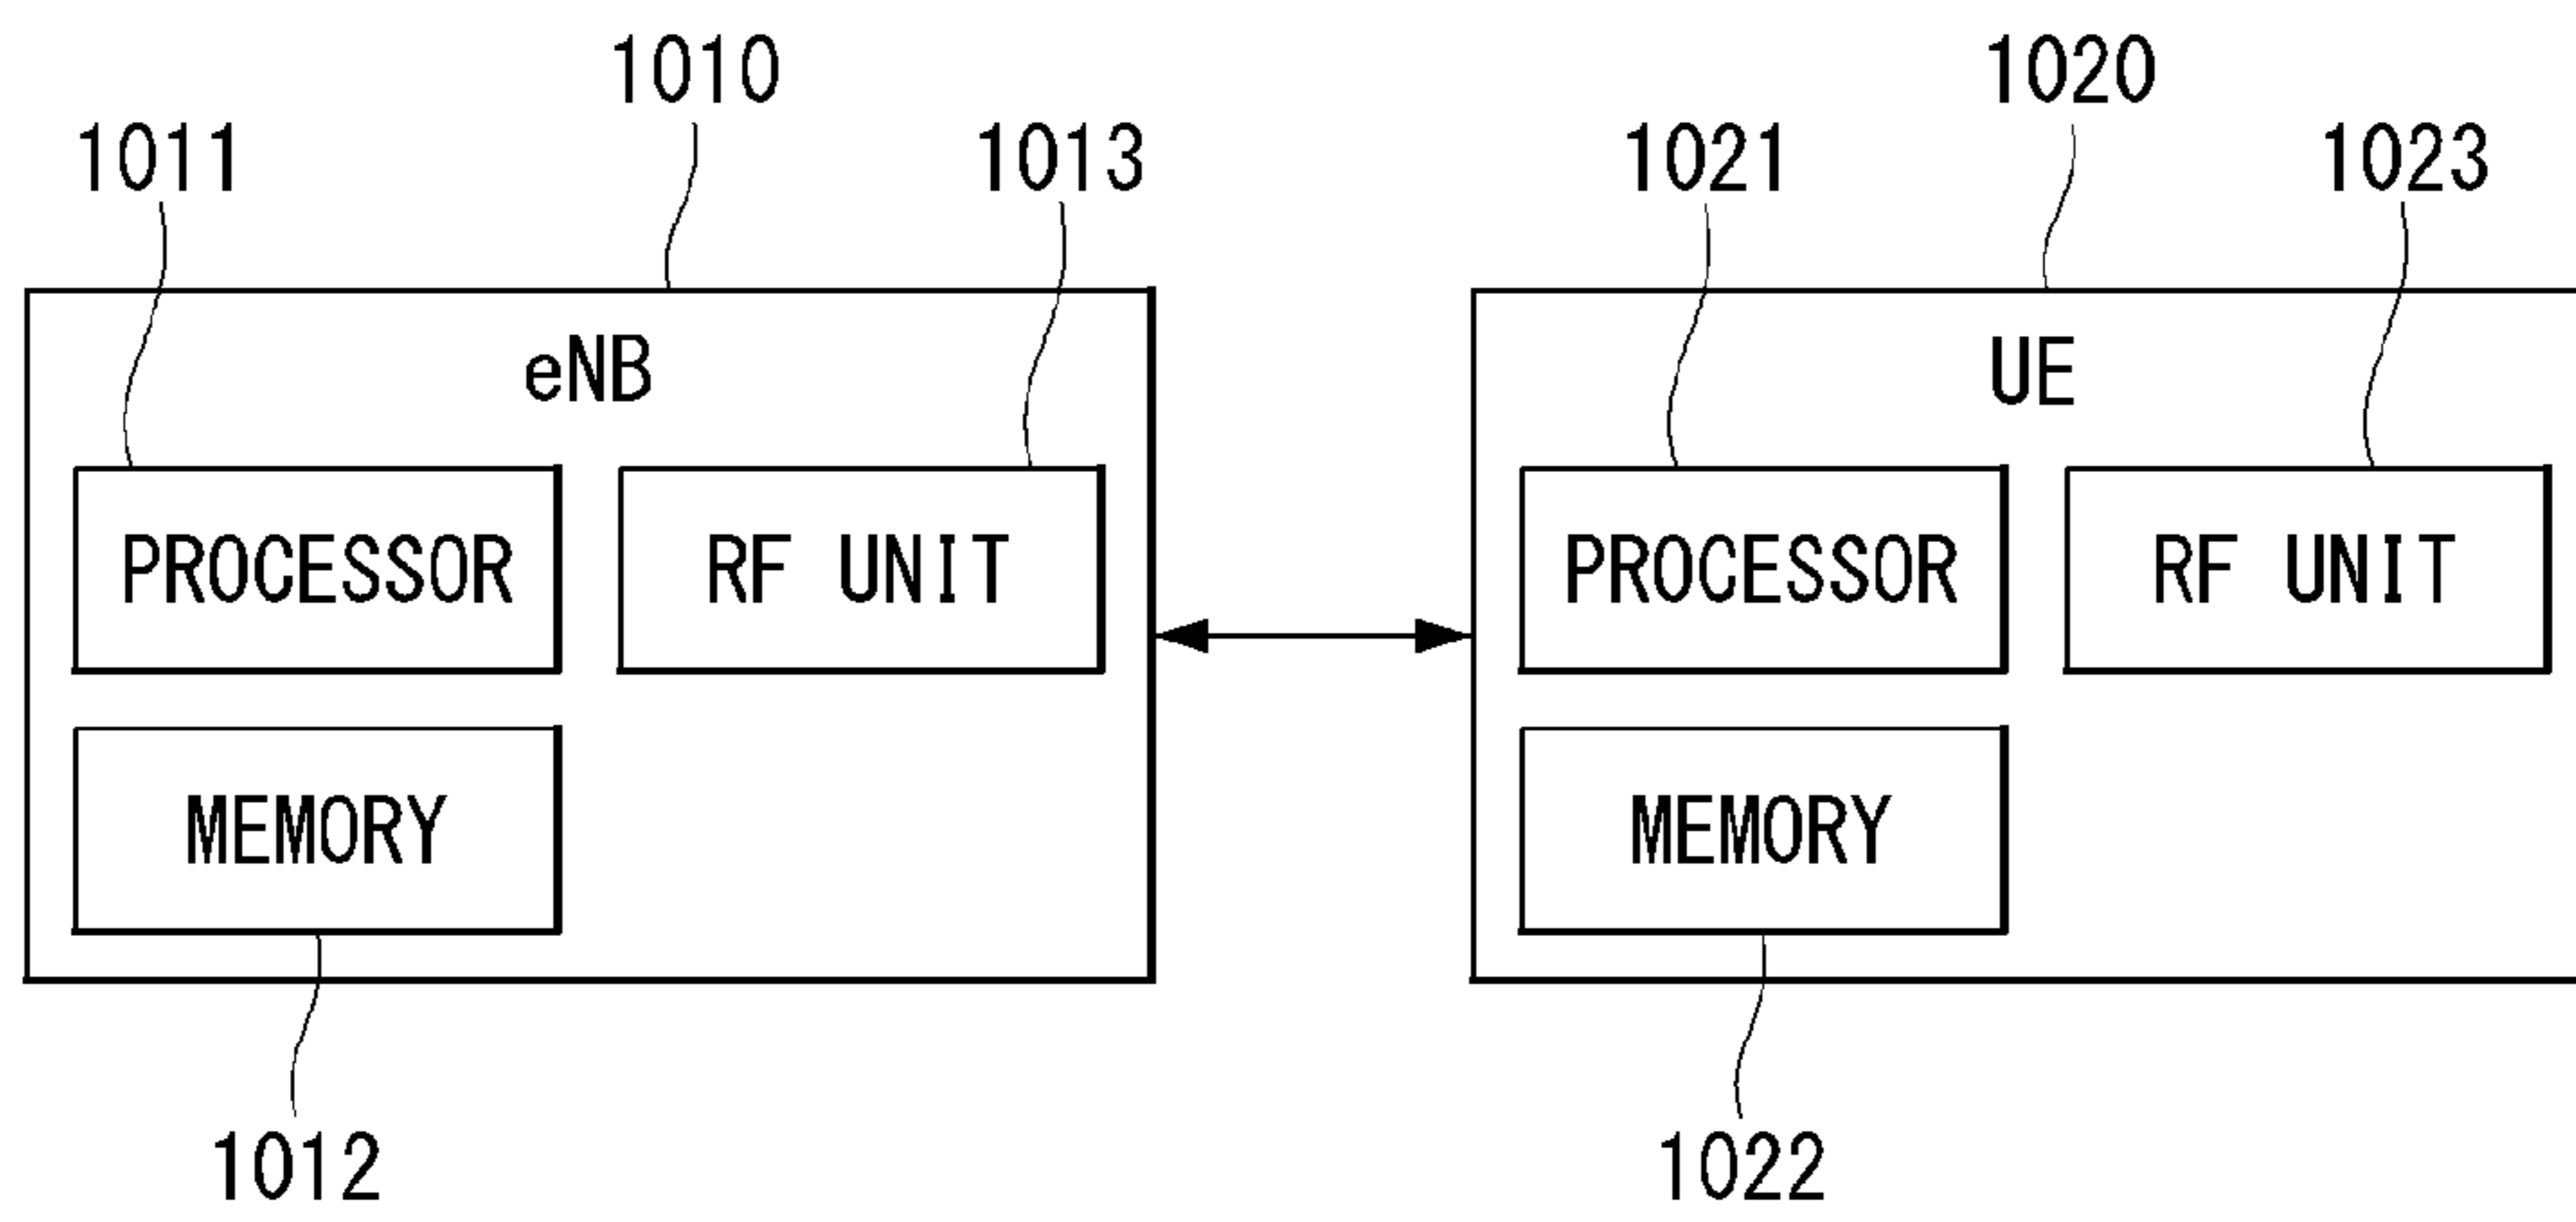 1010 1020
1011 1013 1021 1023
eNB UE
PROCESSOR RF UNIT PROCESSOR RF UNIT
MEMORY MEMORY
1012 1022